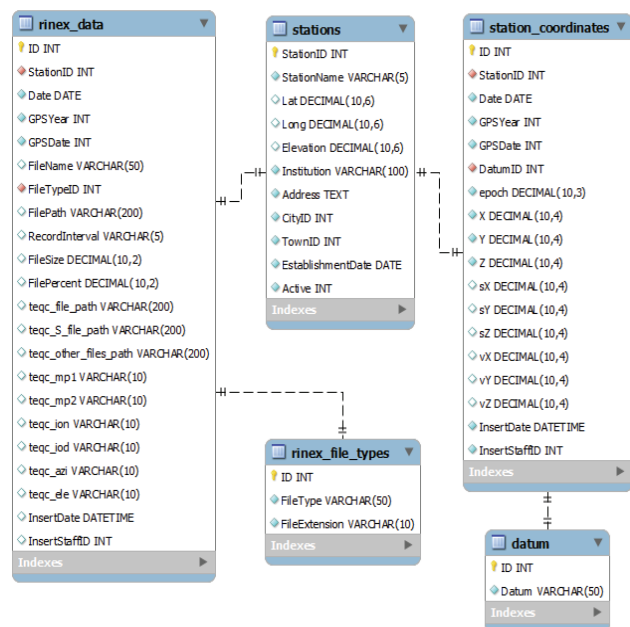 rinex_data
ID INT
StationID INT
Date DATE
GPSYear INT
GPSDate INT
FileName VARCHAR(50)
FileTypeID INT
FilePath VARCHAR(200)
RecordInterval VARCHAR(5)
FileSize DECIMAL(10,2)
FilePercent DECIMAL(10,2)
teqc_file_path VARCHAR(200)
teqc_S_file_path VARCHAR(200)
teqc_other_files_path VARCHAR(200)
teqc_mp1 VARCHAR(10)
teqc_mp2 VARCHAR(10)
teqc_ion VARCHAR(10)
teqc_iod VARCHAR(10)
teqc_azi VARCHAR(10)
teqc_ele VARCHAR(10)
InsertDate DATETIME
InsertStaffID INT
Indexes
stations
StationID INT
StationName VARCHAR(5)
Lat DECIMAL(10,6)
Long DECIMAL(10,6)
Elevation DECIMAL(10,6)
Institution VARCHAR(100)
Address TEXT
CityID INT
TownID INT
EstablishmentDate DATE
Active INT
Indexes
rinex_file_types
ID INT
FileType VARCHAR(50)
FileExtension VARCHAR(10)
Indexes
station_coordinates
ID INT
StationID INT
Date DATE
GPSYear INT
GPSDate INT
DatumID INT
epoch DECIMAL(10,3)
X DECIMAL(10,4)
Y DECIMAL(10,4)
Z DECIMAL(10,4)
sX DECIMAL(10,4)
sY DECIMAL(10,4)
sZ DECIMAL(10,4)
vX DECIMAL(10,4)
vY DECIMAL(10,4)
vZ DECIMAL(10,4)
InsertDate DATETIME
InsertStaffID INT
Indexes
datum
ID INT
Datum VARCHAR(50)
Indexes